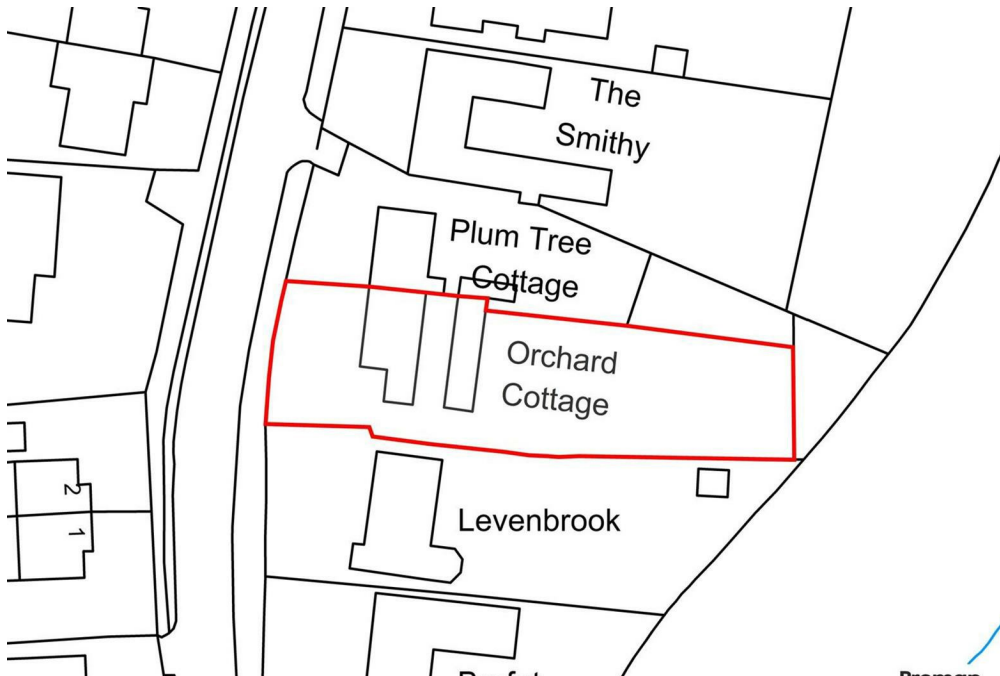 The
Smithy
Plum Tree
Cottage
Orchard
Cottage
2
1
Levenbrook